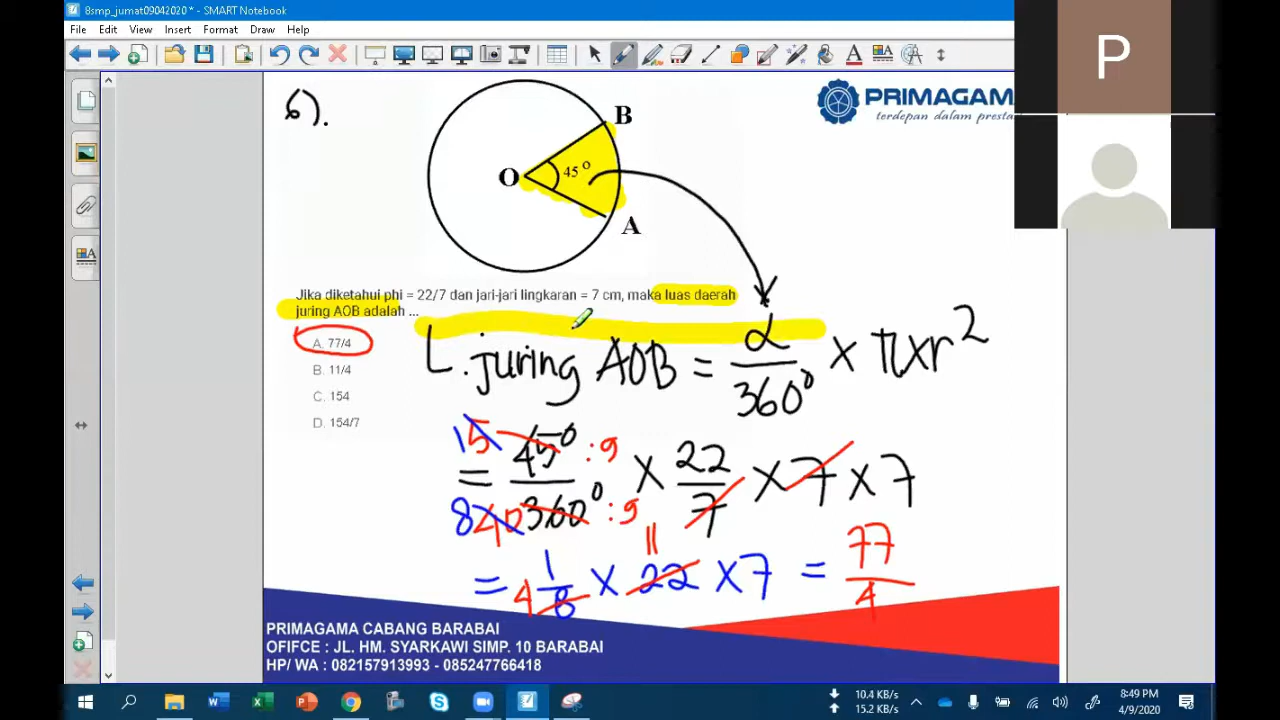 8smp_jumat09042020 * - SMART Notebook
File Edit View Insert Format Draw Help
P
PRIMAGAMA
terdepan dalam presta
6).
B
O
45°
A
Jika diketahui phi = 22/7 dan jari-jari lingkaran = 7 cm, maka luas daerah
juring AOB adalah ...
A. 77/4
B. 11/4
C. 154
D. 154/7
L. juring AOB = α/360° × π×r²
= 45°/360° × 22/7 × 7 × 7
15 5 :9
8 40 :9
11
= 1/8 × 22 × 7 = 77/4
4
PRIMAGAMA CABANG BARABAI
OFIFCE : JL. HM. SYARKAWI SIMP. 10 BARABAI
HP/ WA : 082157913993 - 085247766418
10.4 KB/s
15.2 KB/s
8:49 PM
4/9/2020